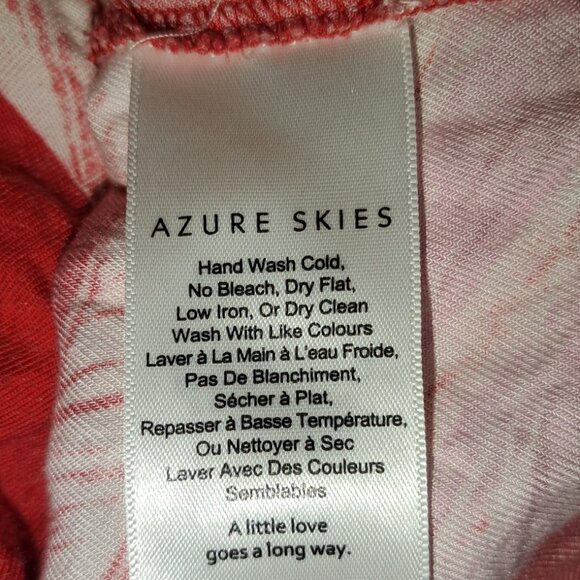 AZURE SKIES
Hand Wash Cold,
No Bleach, Dry Flat,
Low Iron, Or Dry Clean
Wash With Like Colours
Laver à La Main à L'eau Froide,
Pas De Blanchiment,
Sécher à Plat,
Repasser à Basse Température,
Ou Nettoyer à Sec
Laver Avec Des Couleurs
Semblables
A little love
goes a long way.